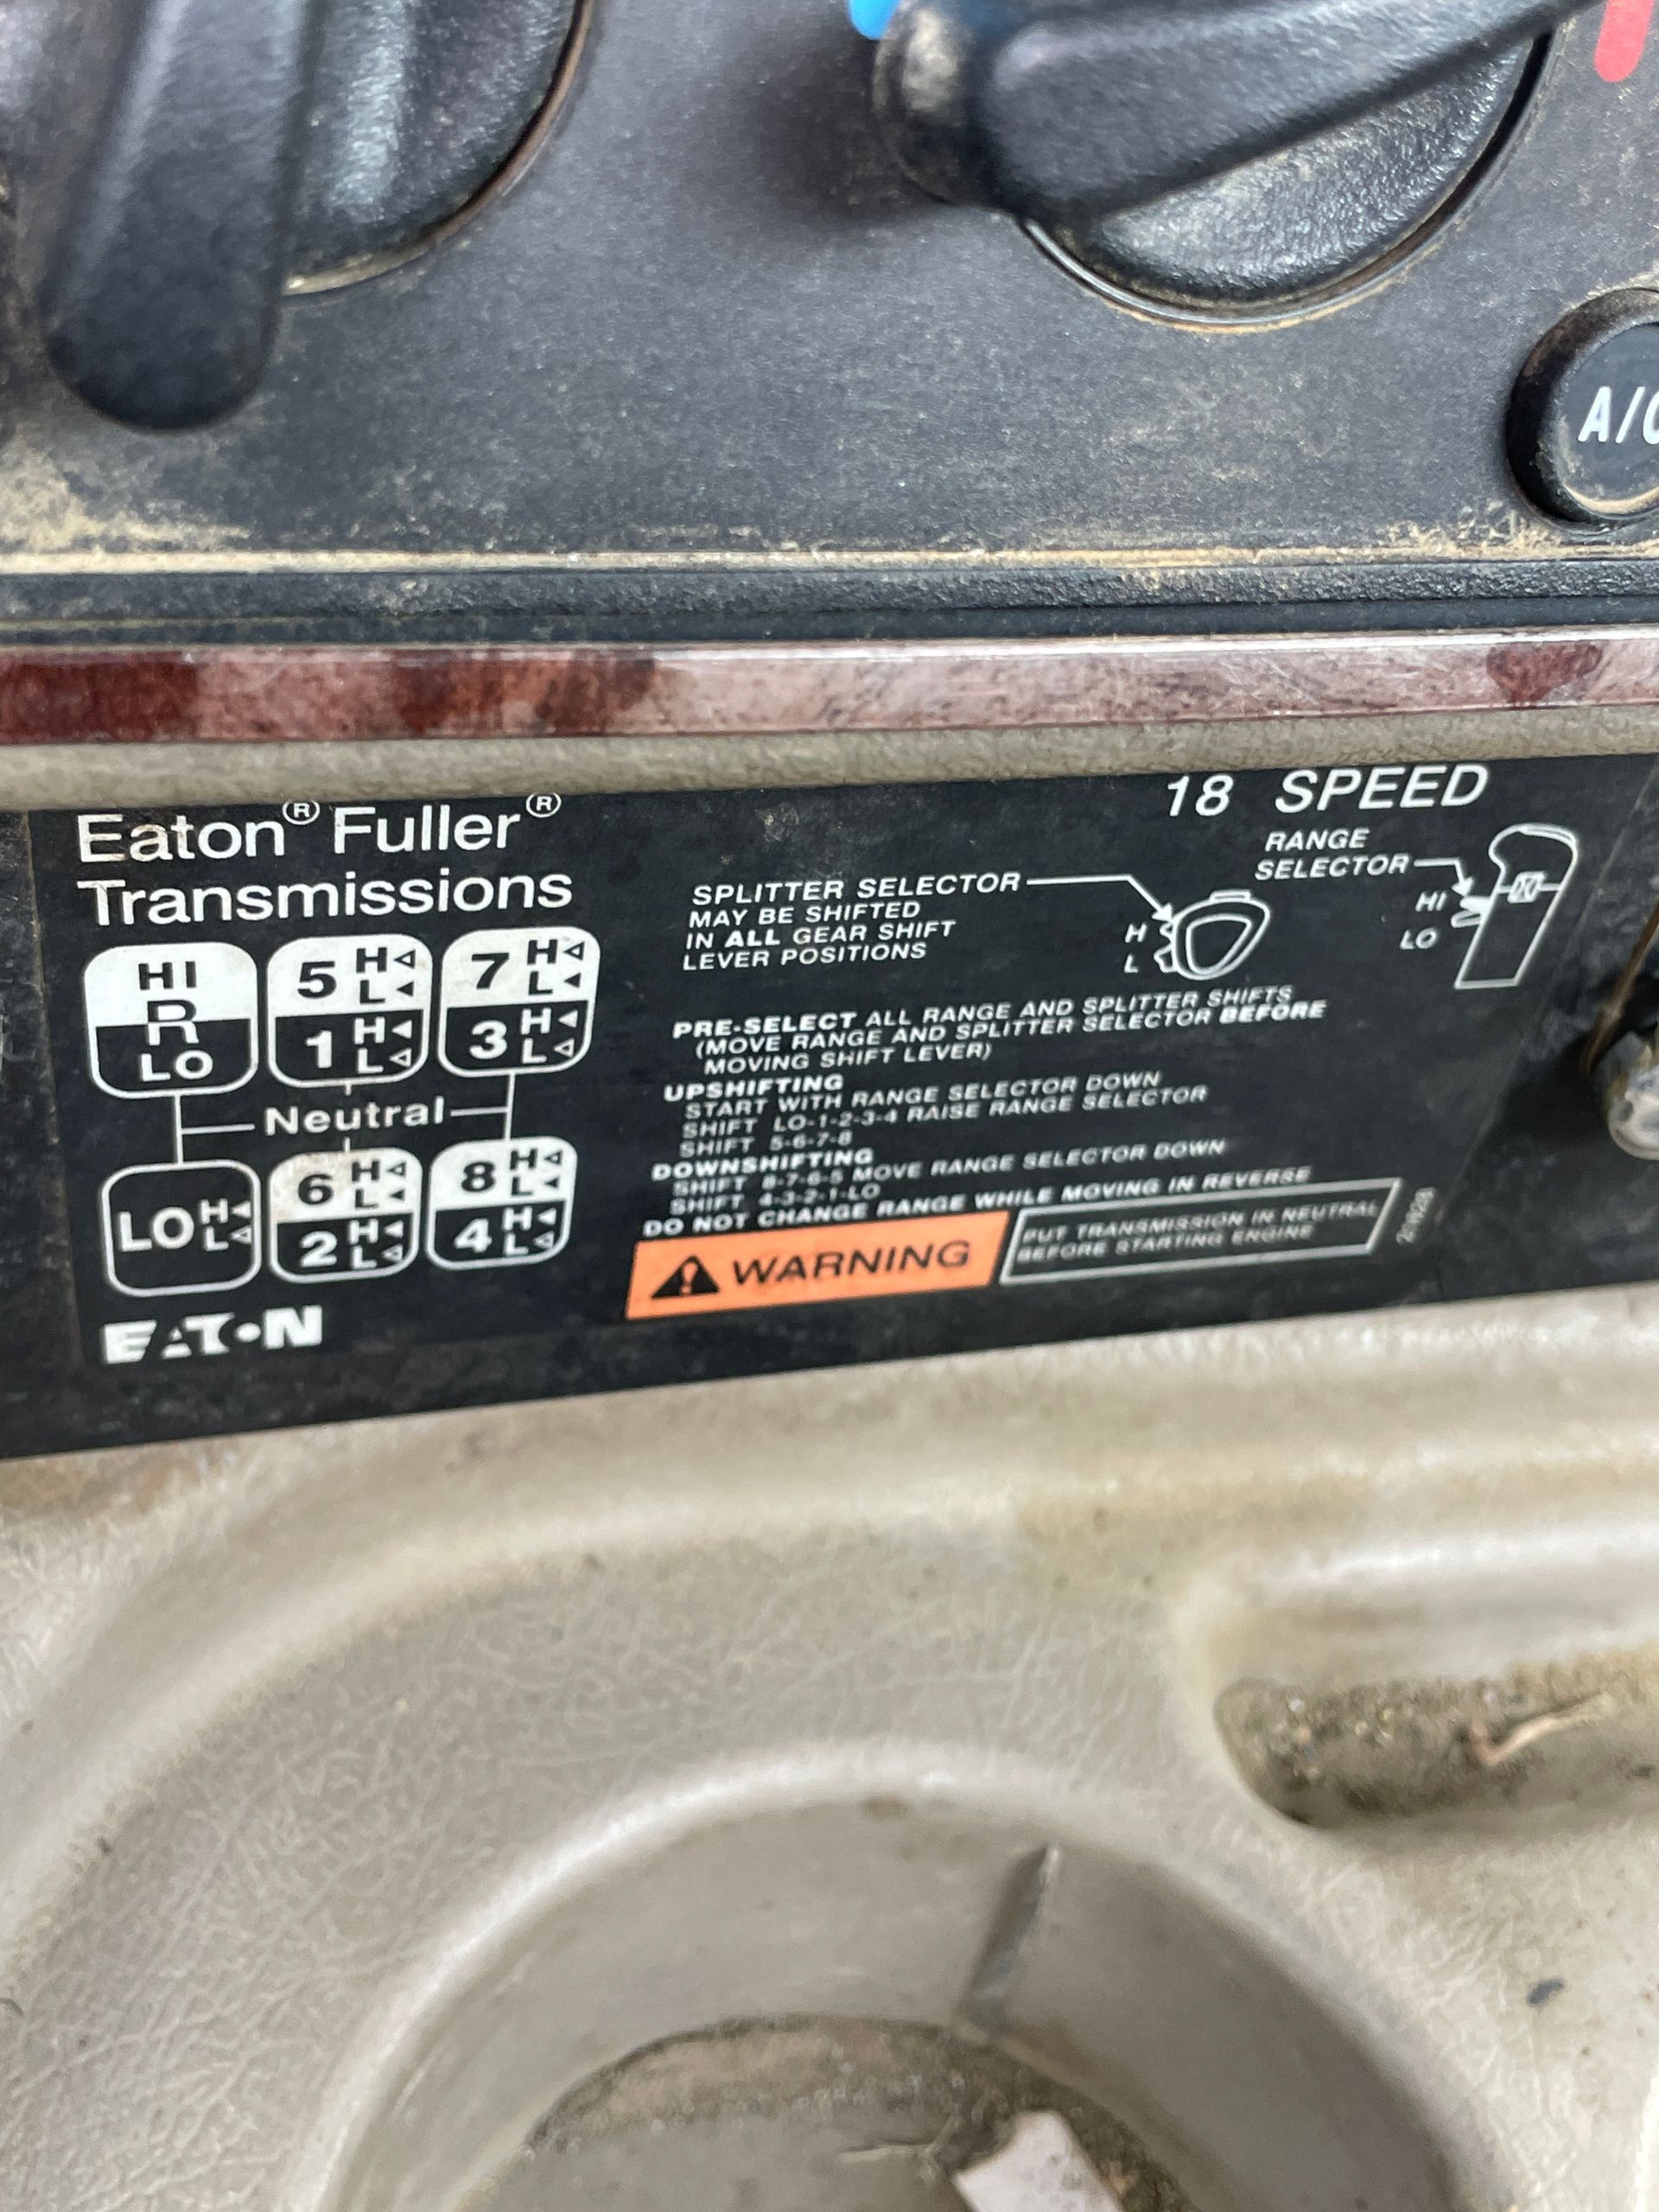 A/C
Eaton® Fuller®
Transmissions
18 SPEED
RANGE
SELECTOR
HI
LO
SPLITTER SELECTOR
MAY BE SHIFTED
IN ALL GEAR SHIFT
LEVER POSITIONS
H
L
HI
R
LO
5 H L
1 H L
7 H L
3 H L
Neutral
LO H L
6 H L
2 H L
8 H L
4 H L
EATON
PRE-SELECT ALL RANGE AND SPLITTER SHIFTS
(MOVE RANGE AND SPLITTER SELECTOR BEFORE
MOVING SHIFT LEVER)
UPSHIFTING
START WITH RANGE SELECTOR DOWN
SHIFT LO-1-2-3-4 RAISE RANGE SELECTOR
SHIFT 5-6-7-8
DOWNSHIFTING
SHIFT 8-7-6-5 MOVE RANGE SELECTOR DOWN
SHIFT 4-3-2-1-LO
DO NOT CHANGE RANGE WHILE MOVING IN REVERSE
WARNING
PUT TRANSMISSION IN NEUTRAL
BEFORE STARTING ENGINE